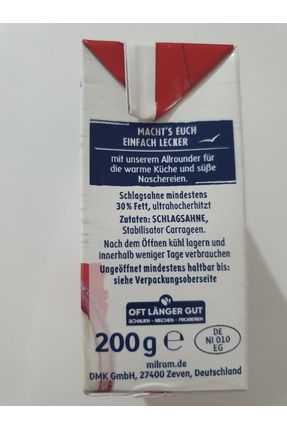 MACHT'S EUCH
EINFACH LECKER
mit unserem Allrounder für
die warme Küche und süße
Naschereien.
Schlagsahne mindestens
30% Fett, ultrahocherhitzt
Zutaten: SCHLAGSAHNE,
Stabilisator Carrageen.
Nach dem Öffnen kühl lagern und
innerhalb weniger Tage verbrauchen
Ungeöffnet mindestens haltbar bis:
siehe Verpackungsoberseite
OFT LÄNGER GUT
SCHAUEN - RIECHEN - PROBIEREN
200 g ℮
DE
NI 010
EG
milram.de
DMK GmbH, 27400 Zeven, Deutschland